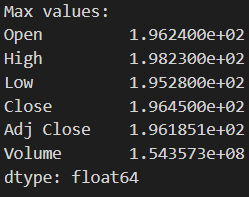 Max values:
Open         1.962400e+02
High         1.982300e+02
Low          1.952800e+02
Close        1.964500e+02
Adj Close    1.961851e+02
Volume       1.543573e+08
dtype: float64